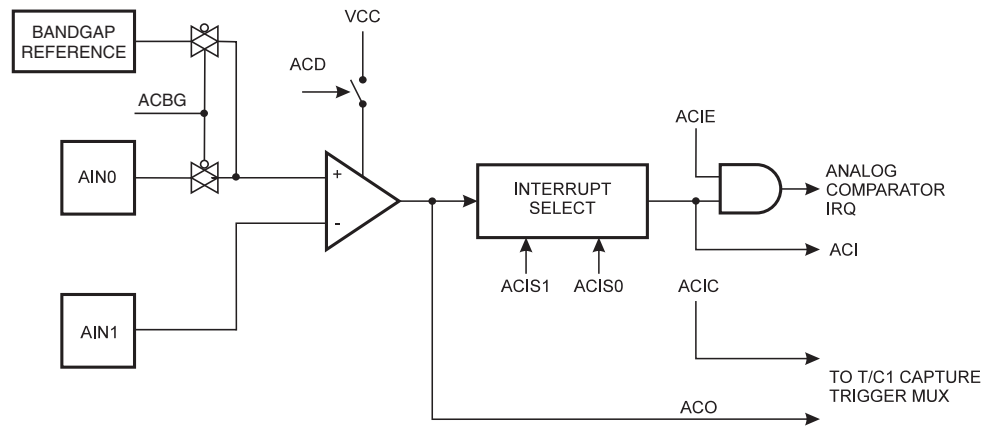 BANDGAP
REFERENCE
VCC
ACD
ACBG
ACIE
AIN0
+
-
INTERRUPT
SELECT
ANALOG
COMPARATOR
IRQ
ACI
ACIS1
ACIS0
ACIC
AIN1
TO T/C1 CAPTURE
TRIGGER MUX
ACO